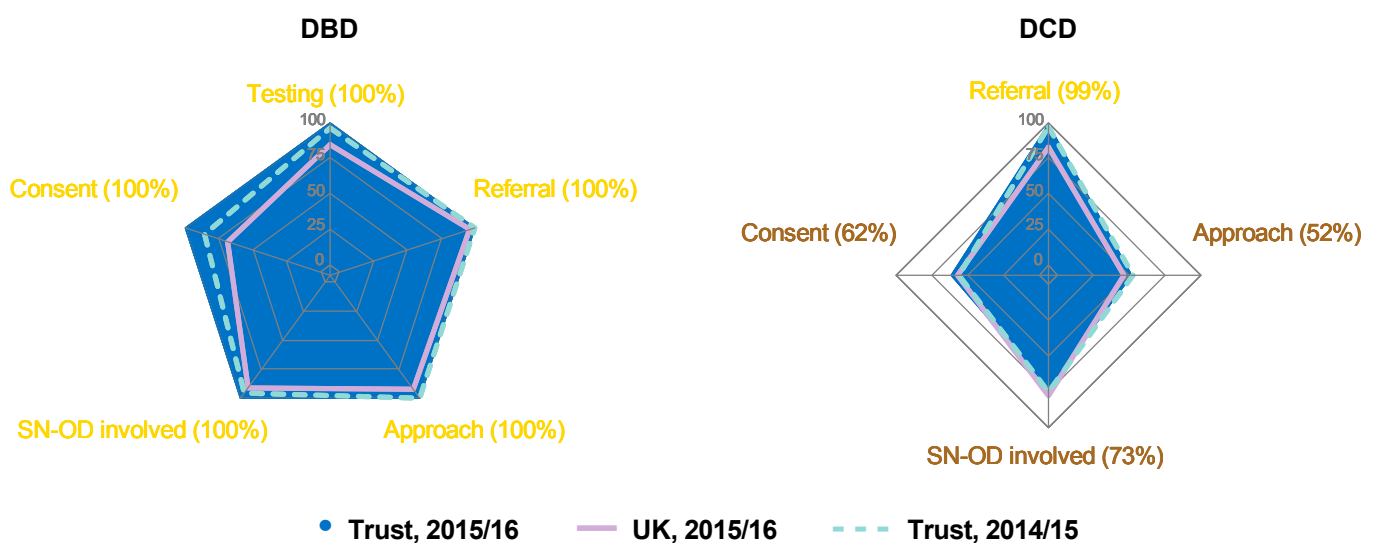 DBD
DCD
Testing (100%)
Referral (99%)
100
75
50
25
0
100
75
50
25
0
Consent (100%)
Referral (100%)
Consent (62%)
Approach (52%)
SN-OD involved (100%)
Approach (100%)
SN-OD involved (73%)
Trust, 2015/16
UK, 2015/16
Trust, 2014/15